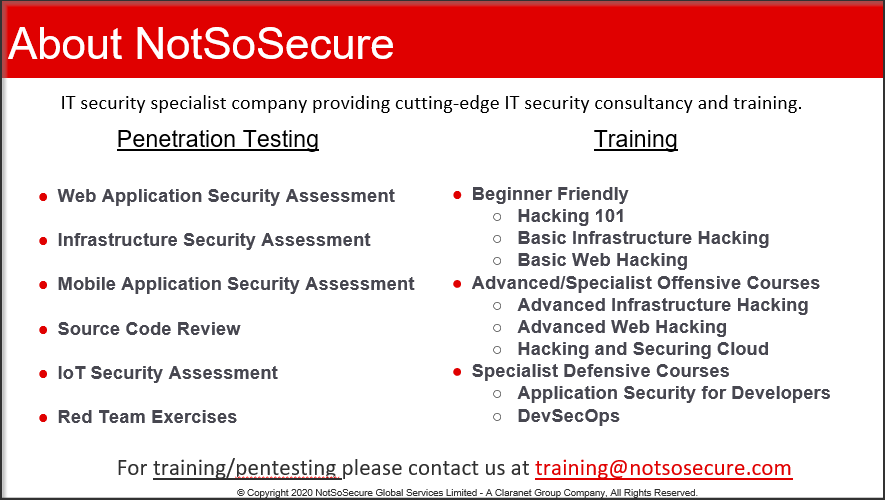 About NotSoSecure
IT security specialist company providing cutting-edge IT security consultancy and training.
Penetration Testing
● Web Application Security Assessment
● Infrastructure Security Assessment
● Mobile Application Security Assessment
● Source Code Review
● IoT Security Assessment
● Red Team Exercises
Training
● Beginner Friendly
○ Hacking 101
○ Basic Infrastructure Hacking
○ Basic Web Hacking
● Advanced/Specialist Offensive Courses
○ Advanced Infrastructure Hacking
○ Advanced Web Hacking
○ Hacking and Securing Cloud
● Specialist Defensive Courses
○ Application Security for Developers
○ DevSecOps
For training/pentesting please contact us at training@notsosecure.com
© Copyright 2020 NotSoSecure Global Services Limited - A Claranet Group Company, All Rights Reserved.